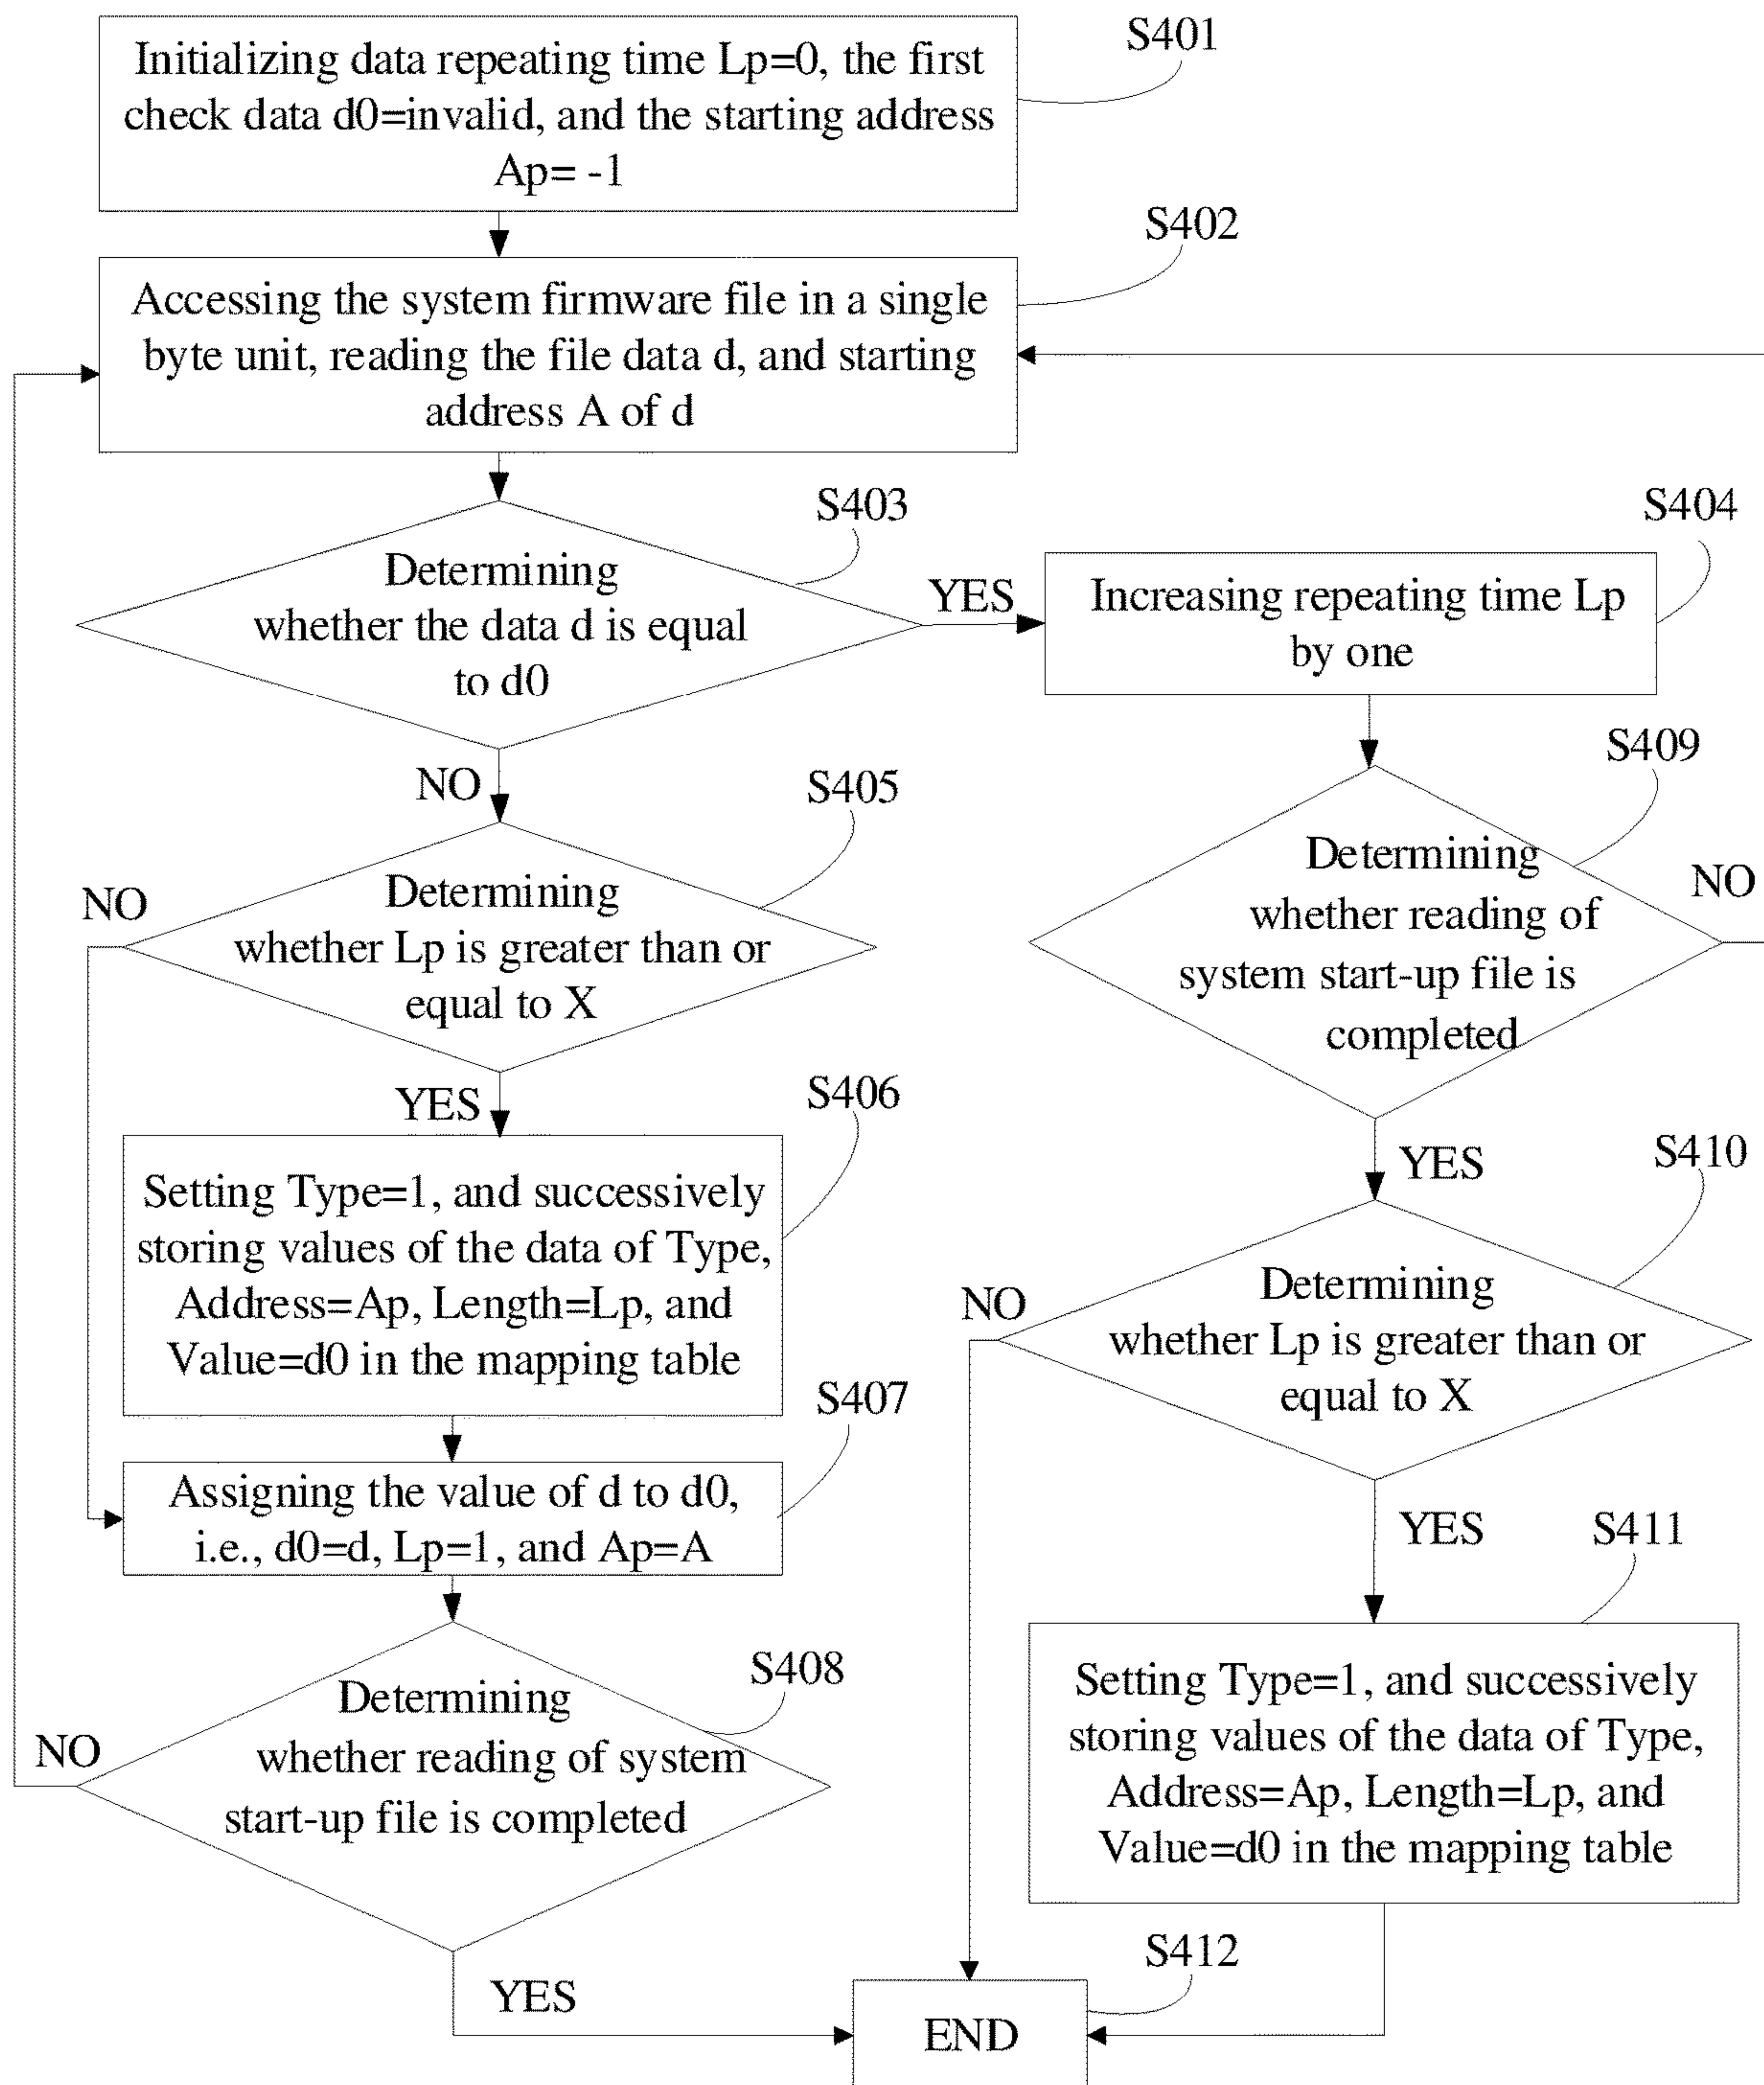 S401
Initializing data repeating time Lp=0, the first
check data d0=invalid, and the starting address
Ap= -1
S402
Accessing the system firmware file in a single
byte unit, reading the file data d, and starting
address A of d
S403
Determining
whether the data d is equal
to d0
YES
S404
Increasing repeating time Lp
by one
NO
S405
Determining
whether Lp is greater than or
equal to X
NO
YES
S409
Determining
whether reading of
system start-up file is
completed
NO
YES
S406
Setting Type=1, and successively
storing values of the data of Type,
Address=Ap, Length=Lp, and
Value=d0 in the mapping table
S410
Determining
whether Lp is greater than or
equal to X
NO
YES
S407
Assigning the value of d to d0,
i.e., d0=d, Lp=1, and Ap=A
S411
Setting Type=1, and successively
storing values of the data of Type,
Address=Ap, Length=Lp, and
Value=d0 in the mapping table
S408
Determining
whether reading of system
start-up file is completed
NO
YES
S412
END